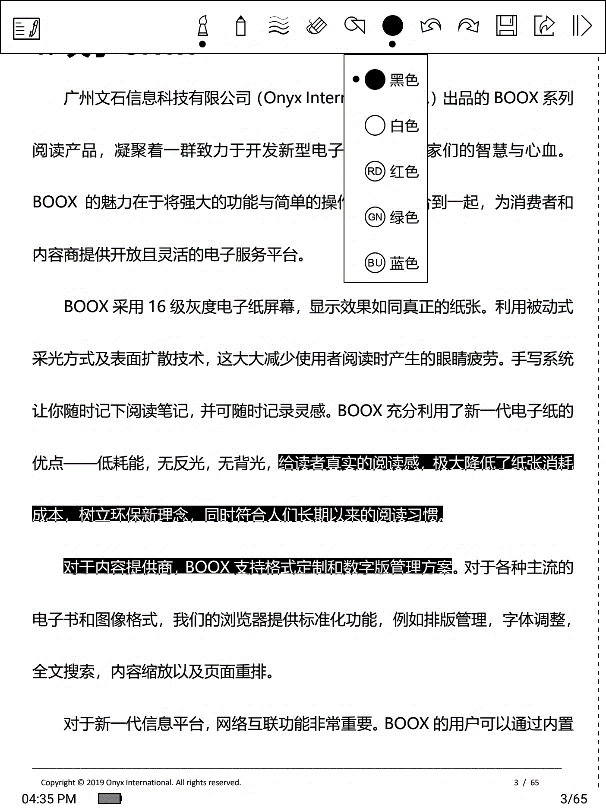 黑色
白色
RD 红色
GN 绿色
BU 蓝色
广州文石信息科技有限公司（Onyx Inter .）出品的 BOOX 系列
阅读产品，凝聚着一群致力于开发新型电子 家们的智慧与心血。
BOOX 的魅力在于将强大的功能与简单的操 到一起，为消费者和
内容商提供开放且灵活的电子服务平台。
BOOX 采用 16 级灰度电子纸屏幕，显示效果如同真正的纸张。利用被动式
采光方式及表面扩散技术，这大大减少使用者阅读时产生的眼睛疲劳。手写系统
让你随时记下阅读笔记，并可随时记录灵感。BOOX 充分利用了新一代电子纸的
优点——低耗能，无反光，无背光，给读者真实的阅读感，极大降低了纸张消耗
成本，树立环保新理念，同时符合人们长期以来的阅读习惯。
对于内容提供商，BOOX 支持格式定制和数字版管理方案。对于各种主流的
电子书和图像格式，我们的浏览器提供标准化功能，例如排版管理，字体调整，
全文搜索，内容缩放以及页面重排。
对于新一代信息平台，网络互联功能非常重要。BOOX 的用户可以通过内置
Copyright © 2019 Onyx International. All rights reserved.
3 / 65
04:35 PM
3/65